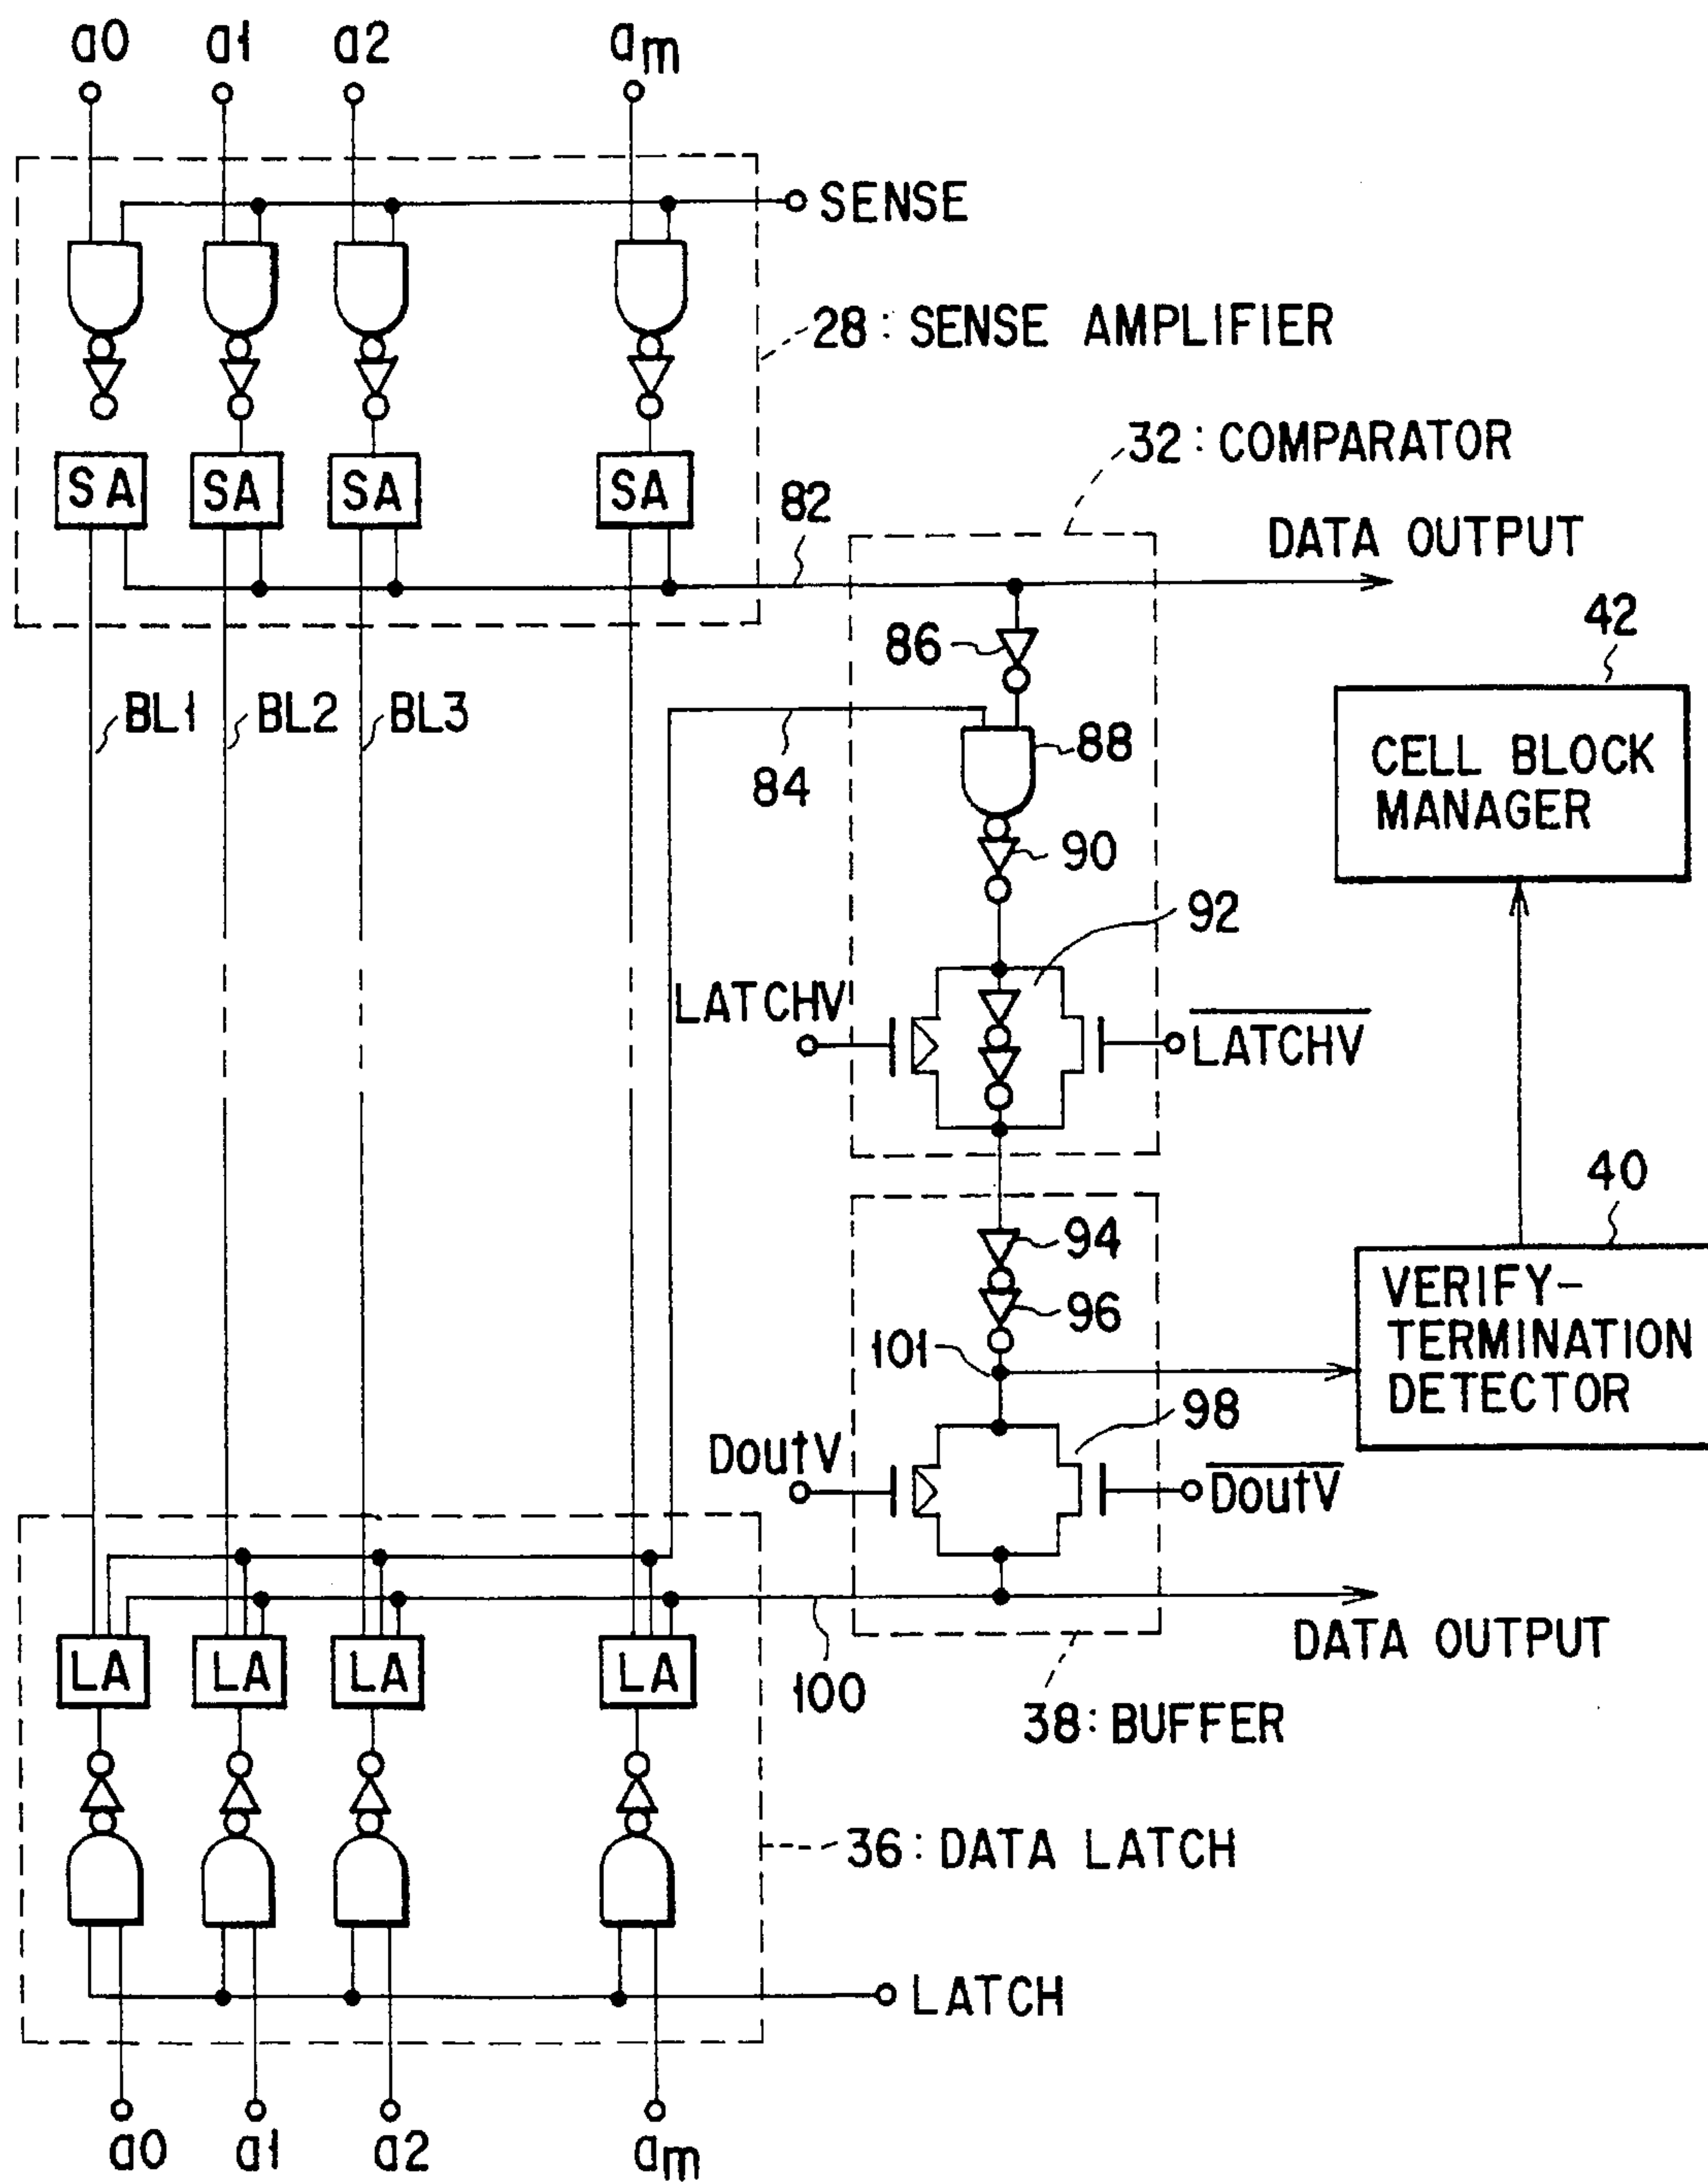 a0 a1 a2 am
SENSE
28: SENSE AMPLIFIER
32: COMPARATOR
SA SA SA SA
82
DATA OUTPUT
86
42
BL1 BL2 BL3
84
88
CELL BLOCK
MANAGER
90
92
LATCHV
LATCHV
94
40
96
101
VERIFY-
TERMINATION
DETECTOR
98
DoutV
DoutV
LA LA LA LA
100
DATA OUTPUT
38: BUFFER
36: DATA LATCH
LATCH
a0 a1 a2 am